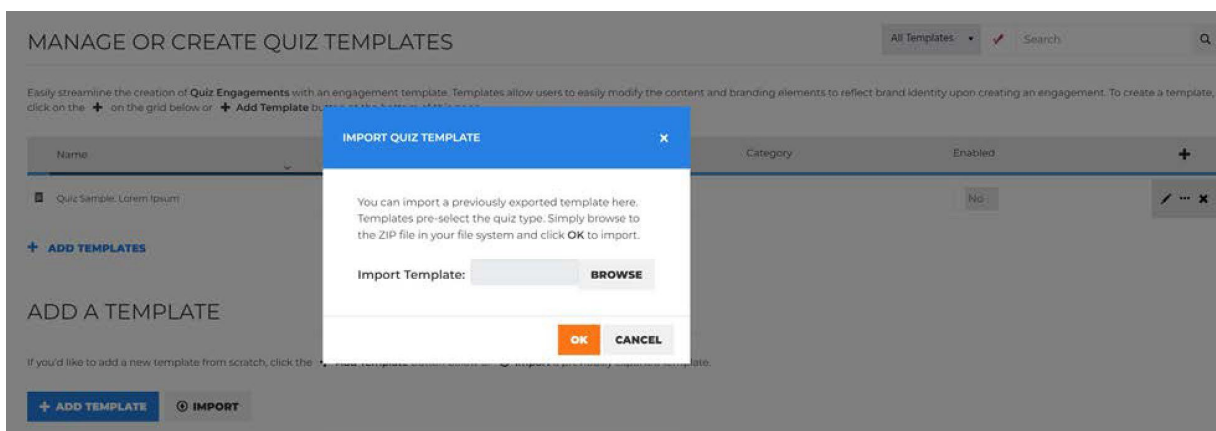 MANAGE OR CREATE QUIZ TEMPLATES
All Templates
Search
Easily streamline the creation of Quiz Engagements with an engagement template. Templates allow users to easily modify the content and branding elements to reflect brand identity upon creating an engagement. To create a template,
click on the + on the grid below or + Add Template
Name
Category
Enabled
+
Quiz Sample: Lorem Ipsum
No
+ ADD TEMPLATES
IMPORT QUIZ TEMPLATE
You can import a previously exported template here.
Templates pre-select the quiz type. Simply browse to
the ZIP file in your file system and click OK to import.
Import Template:
BROWSE
OK
CANCEL
ADD A TEMPLATE
If you'd like to add a new template from scratch, click the
+ ADD TEMPLATE
IMPORT